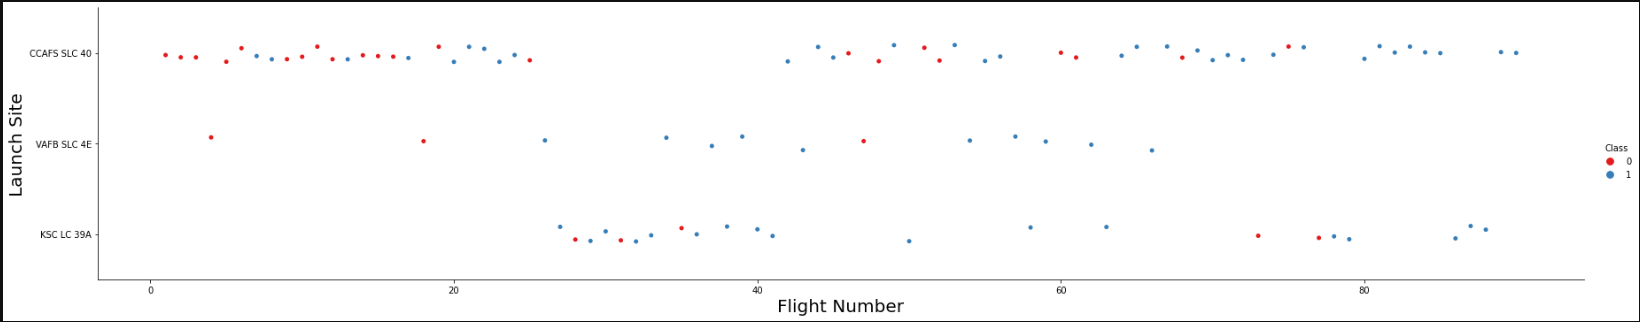 CCAFS SLC 40
VAFB SLC 4E
KSC LC 39A
Launch Site
0
20
40
60
80
Flight Number
Class
0
1